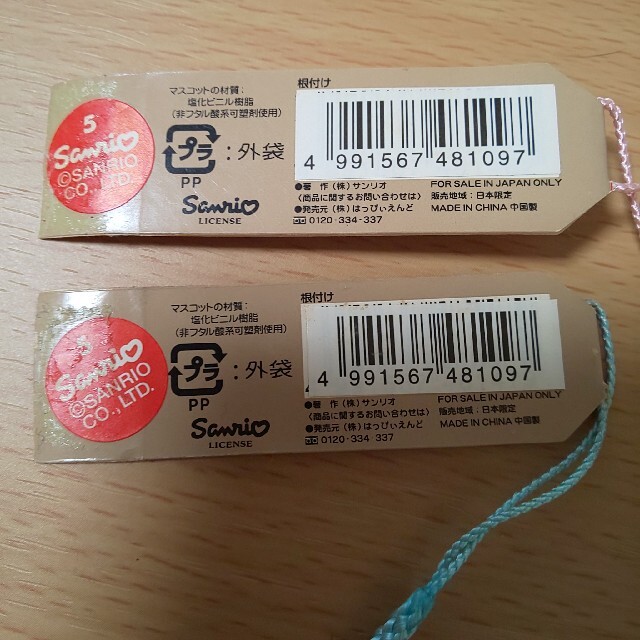 5
Sanrio
©SANRIO
CO., LTD.
マスコットの材質:
塩化ビニル樹脂
(非フタル酸系可塑剤使用)
プラ
:外袋
PP
Sanrio
LICENSE
根付け
4 991567 481097
●著 作 (株) サンリオ
〈商品に関するお問い合わせは〉
●発売元 (株) はっぴぃえんど
0120-334-337
FOR SALE IN JAPAN ONLY
販売地域:日本限定
MADE IN CHINA 中国製
5
Sanrio
©SANRIO
CO., LTD.
マスコットの材質:
塩化ビニル樹脂
(非フタル酸系可塑剤使用)
プラ
:外袋
PP
Sanrio
LICENSE
根付け
4 991567 481097
●著 作 (株) サンリオ
〈商品に関するお問い合わせは〉
●発売元 (株) はっぴぃえんど
0120-334-337
FOR SALE IN JAPAN ONLY
販売地域:日本限定
MADE IN CHINA 中国製